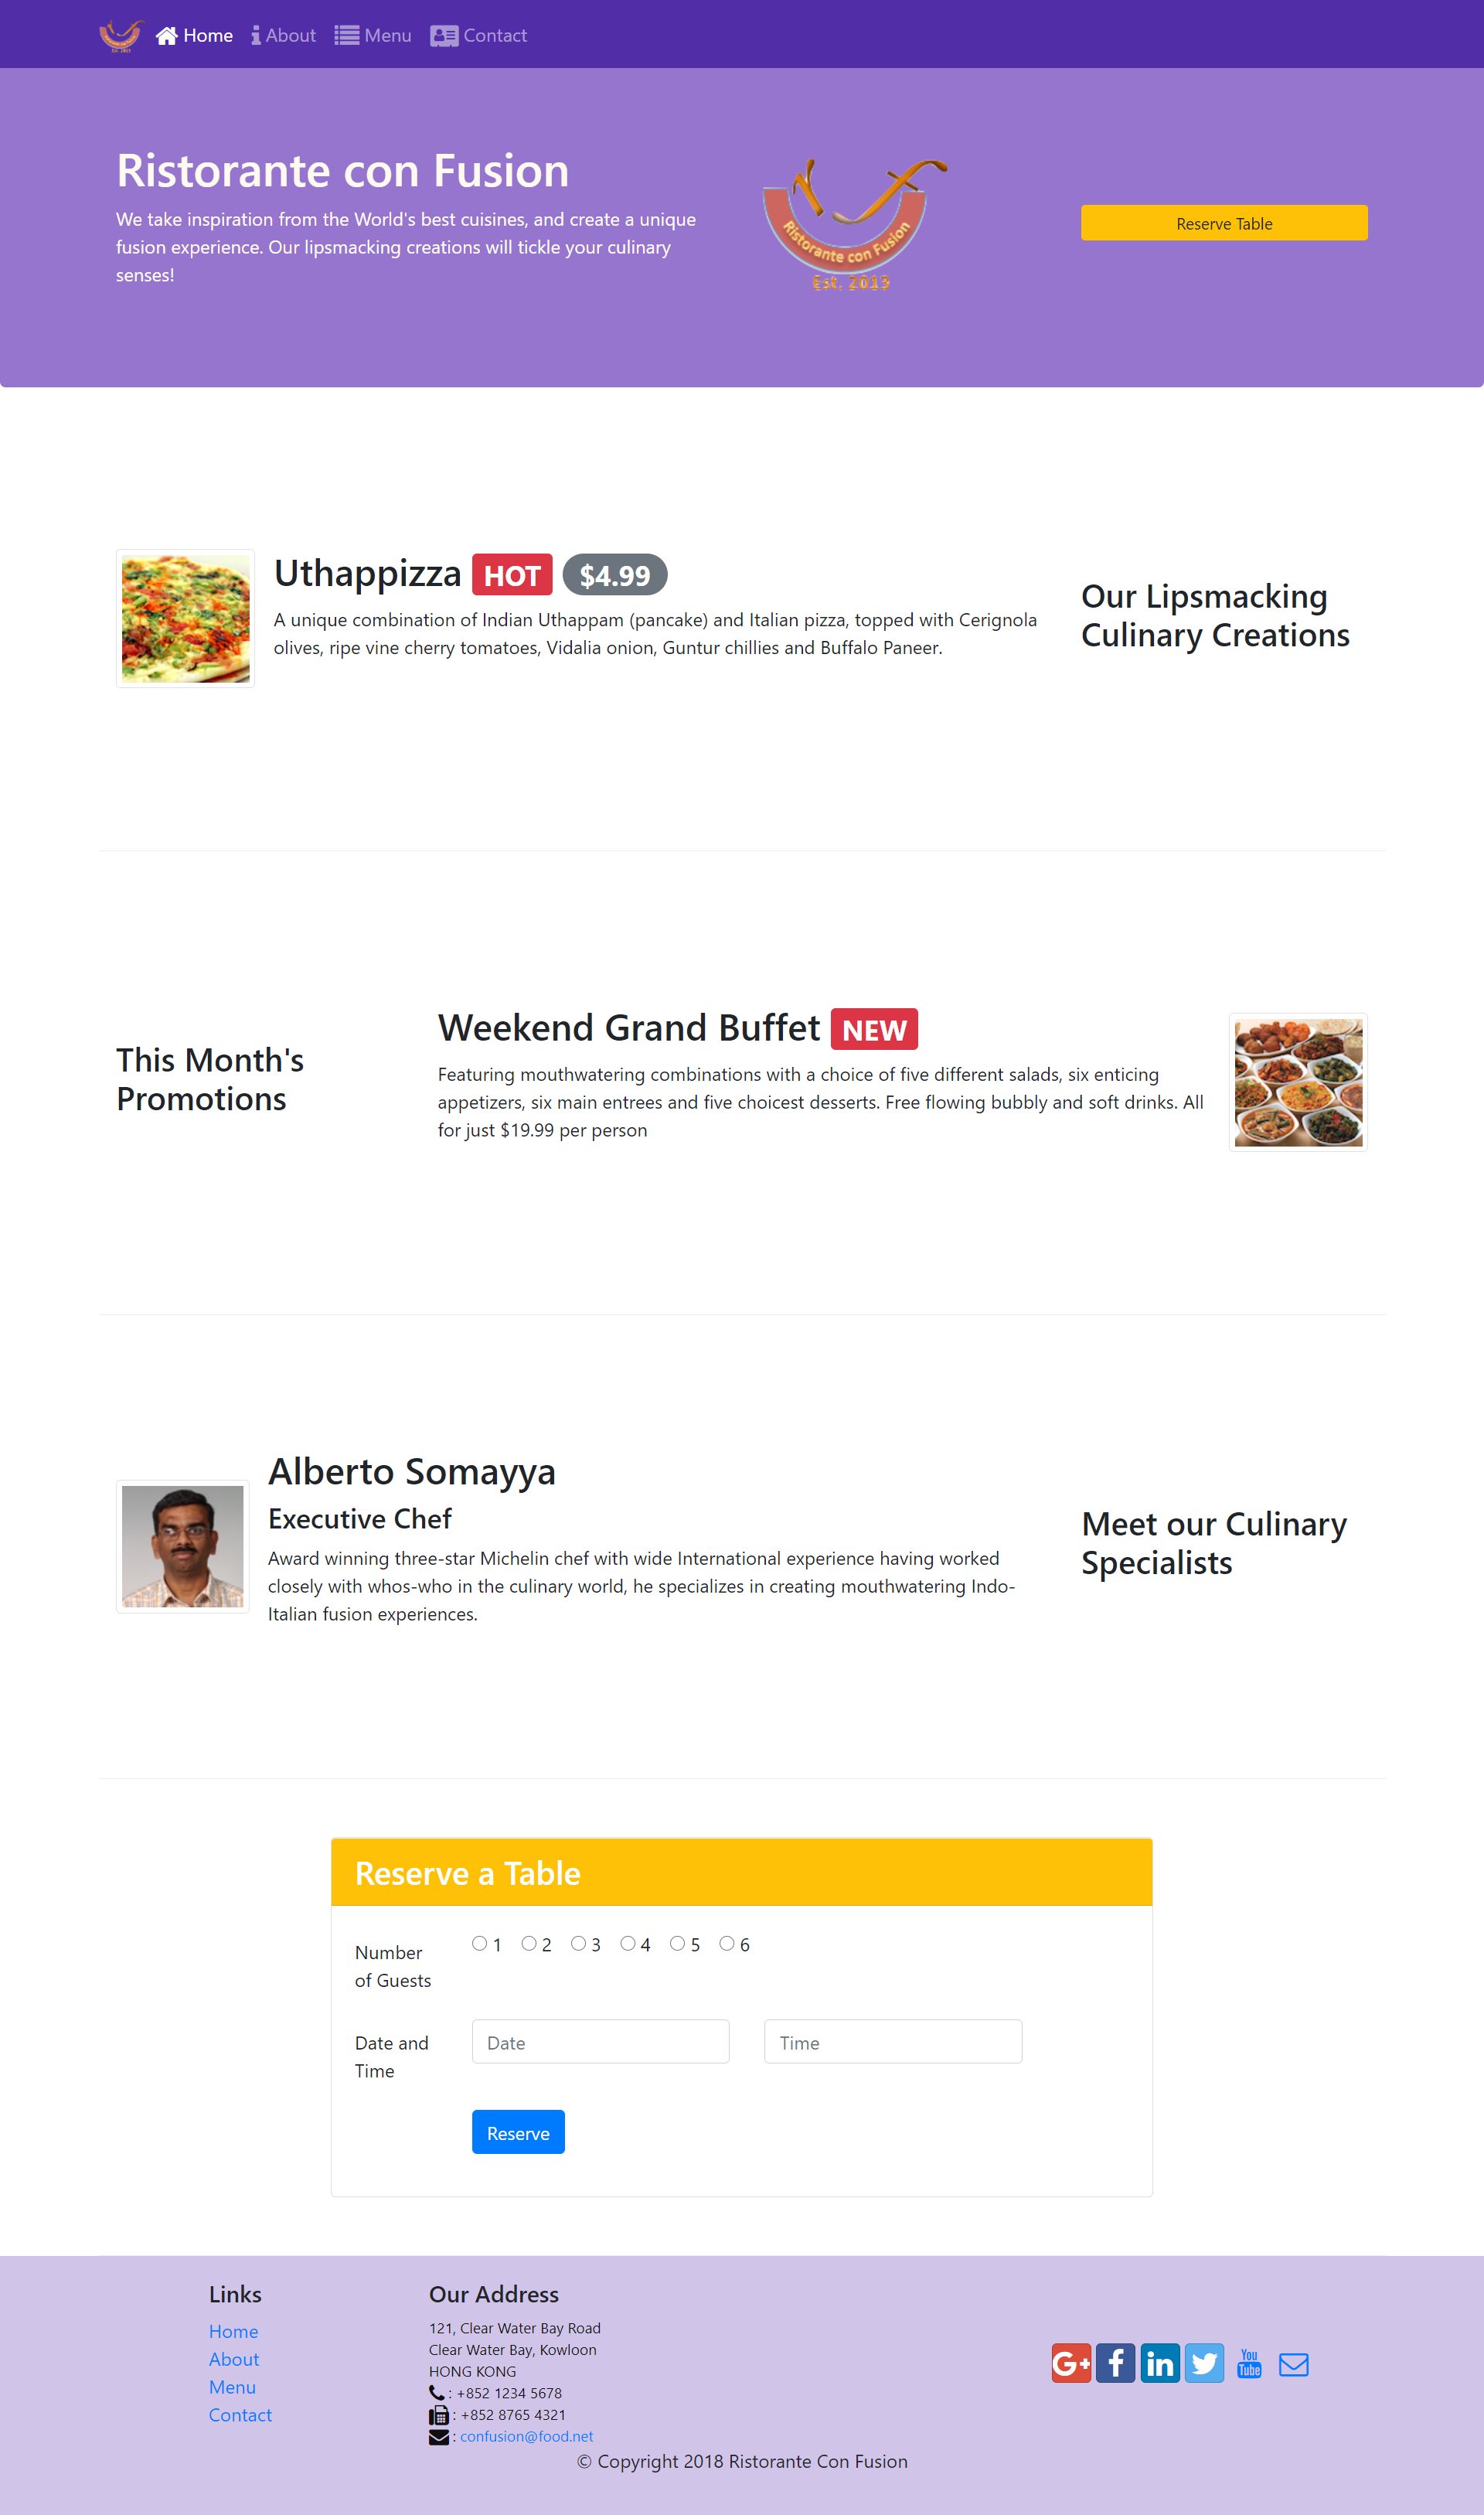 Home About Menu Contact
Ristorante con Fusion
We take inspiration from the World's best cuisines, and create a unique
fusion experience. Our lipsmacking creations will tickle your culinary
senses!
Ristorante con Fusion
Est. 2013
Reserve Table
Uthappizza HOT $4.99
A unique combination of Indian Uthappam (pancake) and Italian pizza, topped with Cerignola
olives, ripe vine cherry tomatoes, Vidalia onion, Guntur chillies and Buffalo Paneer.
Our Lipsmacking
Culinary Creations
This Month's
Promotions
Weekend Grand Buffet NEW
Featuring mouthwatering combinations with a choice of five different salads, six enticing
appetizers, six main entrees and five choicest desserts. Free flowing bubbly and soft drinks. All
for just $19.99 per person
Alberto Somayya
Executive Chef
Award winning three-star Michelin chef with wide International experience having worked
closely with whos-who in the culinary world, he specializes in creating mouthwatering Indo-
Italian fusion experiences.
Meet our Culinary
Specialists
Reserve a Table
Number
of Guests
1 2 3 4 5 6
Date and
Time
Date
Time
Reserve
Links
Home
About
Menu
Contact
Our Address
121, Clear Water Bay Road
Clear Water Bay, Kowloon
HONG KONG
: +852 1234 5678
: +852 8765 4321
: confusion@food.net
G+ f in You Tube
© Copyright 2018 Ristorante Con Fusion